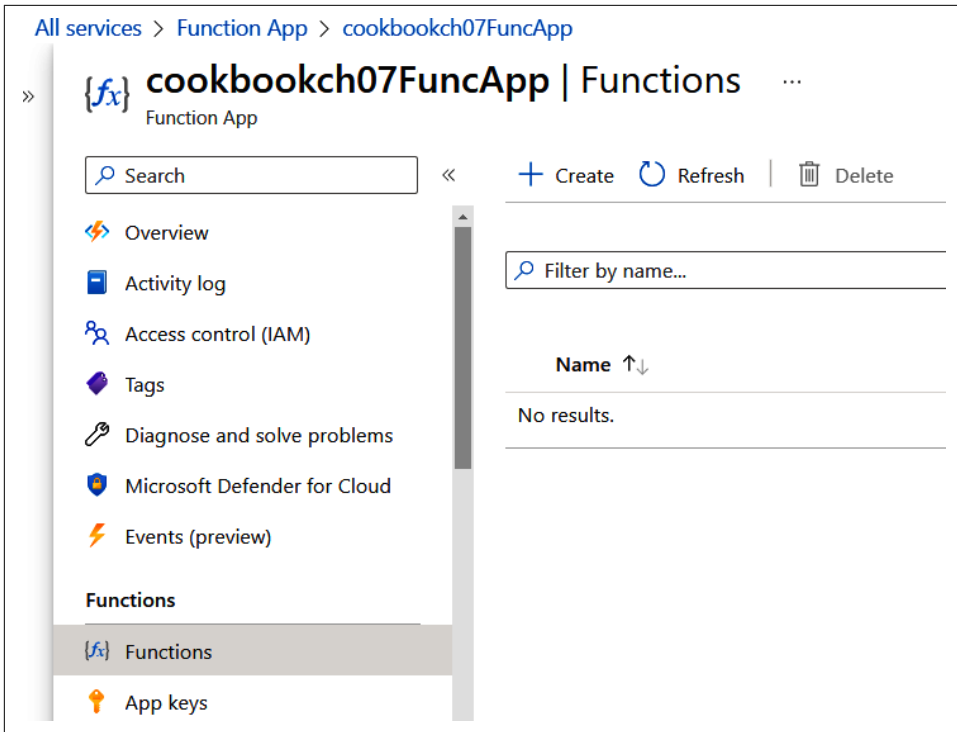 All services > Function App > cookbookch07FuncApp
»
{fx} cookbookch07FuncApp | Functions ...
Function App
Search
«
+ Create Refresh | Delete
Overview
Activity log
Access control (IAM)
Tags
Diagnose and solve problems
Microsoft Defender for Cloud
Events (preview)
Functions
{fx} Functions
App keys
Filter by name...
Name ↑↓
No results.